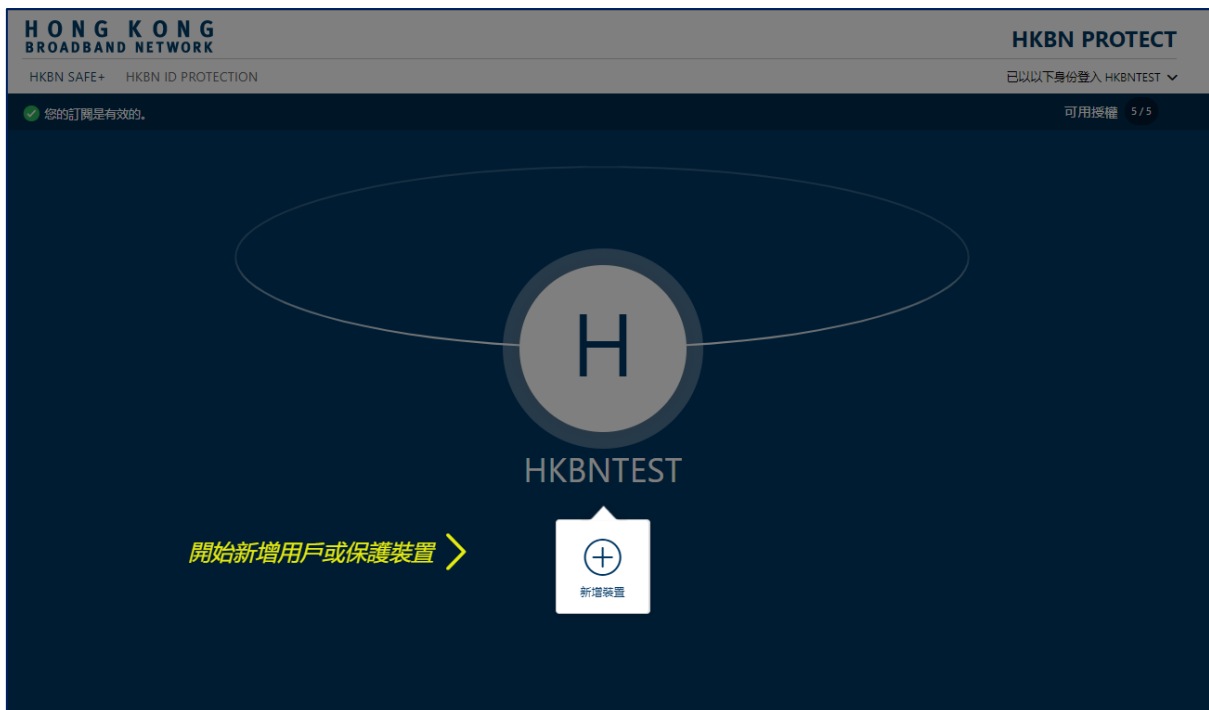 HONG KONG
BROADBAND NETWORK
HKBN PROTECT
HKBN SAFE+ HKBN ID PROTECTION
已以以下身份登入 HKBNTEST
您的訂閱是有效的。
可用授權 5/5
H
HKBNTEST
開始新增用戶或保護裝置
新增裝置